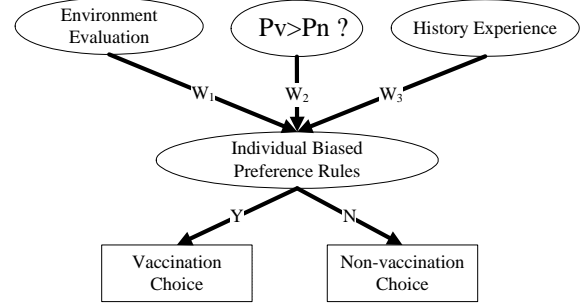 Environment
Evaluation
Pv>Pn ?
History Experience
W₁
W₂
W₃
Individual Biased
Preference Rules
Y
N
Vaccination
Choice
Non-vaccination
Choice